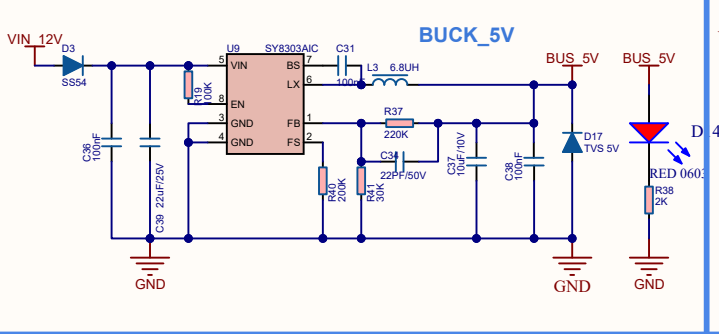 BUCK_5V
VIN_12V
D3
SS54
U9
SY8303AIC
C31
100nF
L3
6.8UH
BUS_5V
BUS_5V
5
VIN
BS
7
LX
6
R19
100K
8
EN
3
GND
FB
1
4
GND
FS
2
R37
220K
C34
22PF/50V
C36
100nF
C39
22uF/25V
R40
200K
R41
30K
C37
10uF/10V
C38
100nF
D17
TVS 5V
RED 0603
R38
2K
GND
GND
GND